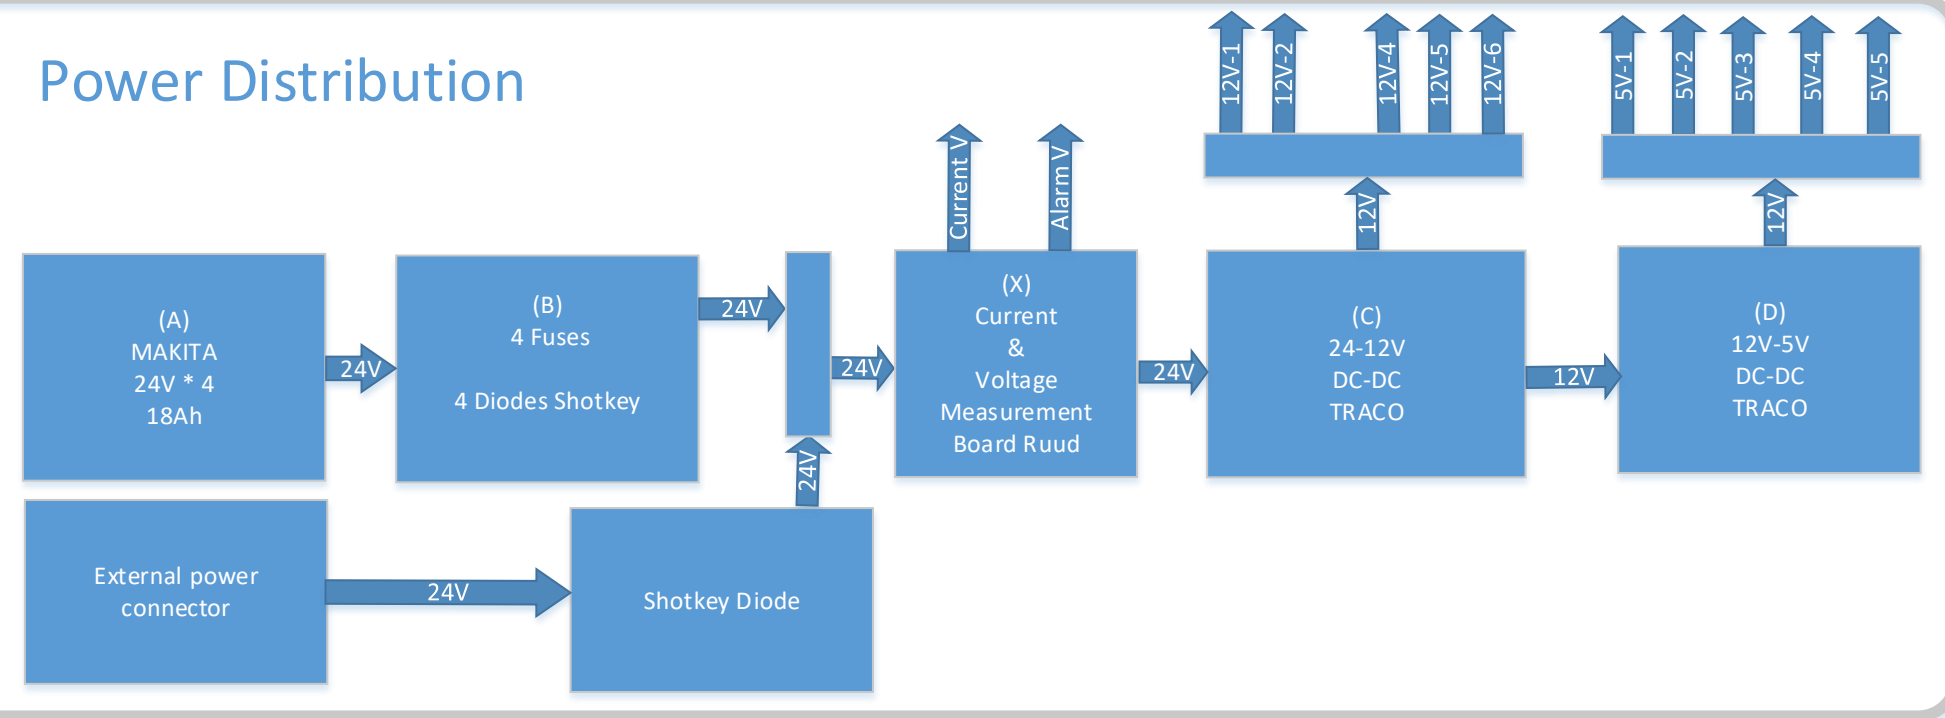 Power Distribution
12V-1
12V-2
12V-4
12V-5
12V-6
5V-1
5V-2
5V-3
5V-4
5V-5
Current V
Alarm V
12V
12V
(A)
MAKITA
24V * 4
18Ah
24V
(B)
4 Fuses
4 Diodes Shotkey
24V
24V
(X)
Current
&
Voltage
Measurement
Board Ruud
24V
(C)
24-12V
DC-DC
TRACO
12V
(D)
12V-5V
DC-DC
TRACO
External power
connector
24V
Shotkey Diode
24V